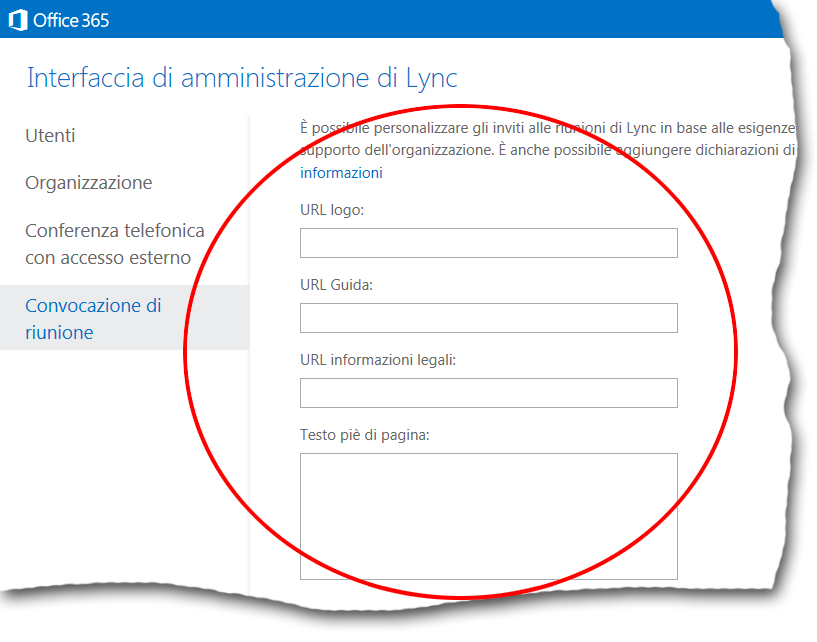 Office 365
Interfaccia di amministrazione di Lync
Utenti
Organizzazione
Conferenza telefonica
con accesso esterno
Convocazione di
riunione
È possibile personalizzare gli inviti alle riunioni di Lync in base alle esigenze
supporto dell'organizzazione. È anche possibile aggiungere dichiarazioni di
informazioni
URL logo:
URL Guida:
URL informazioni legali:
Testo piè di pagina: